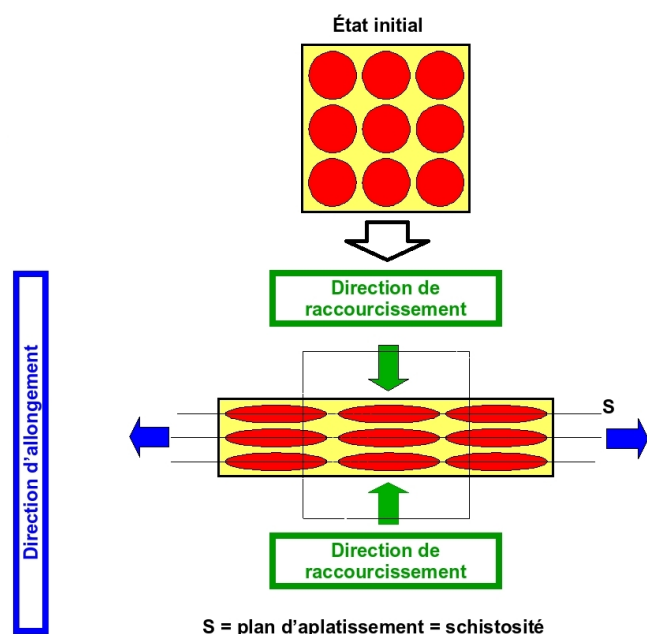 État initial
Direction de
raccourcissement
Direction d'allongement
S
Direction de
raccourcissement
S = plan d'aplatissement = schistosité